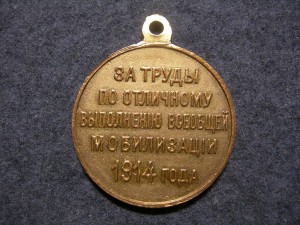 ЗА ТРУДЫ
ПО ОТЛИЧНОМУ
ВЫПОЛНЕНІЮ ВСЕОБЩЕЙ
МОБИЛИЗАЦІИ
1914 ГОДА